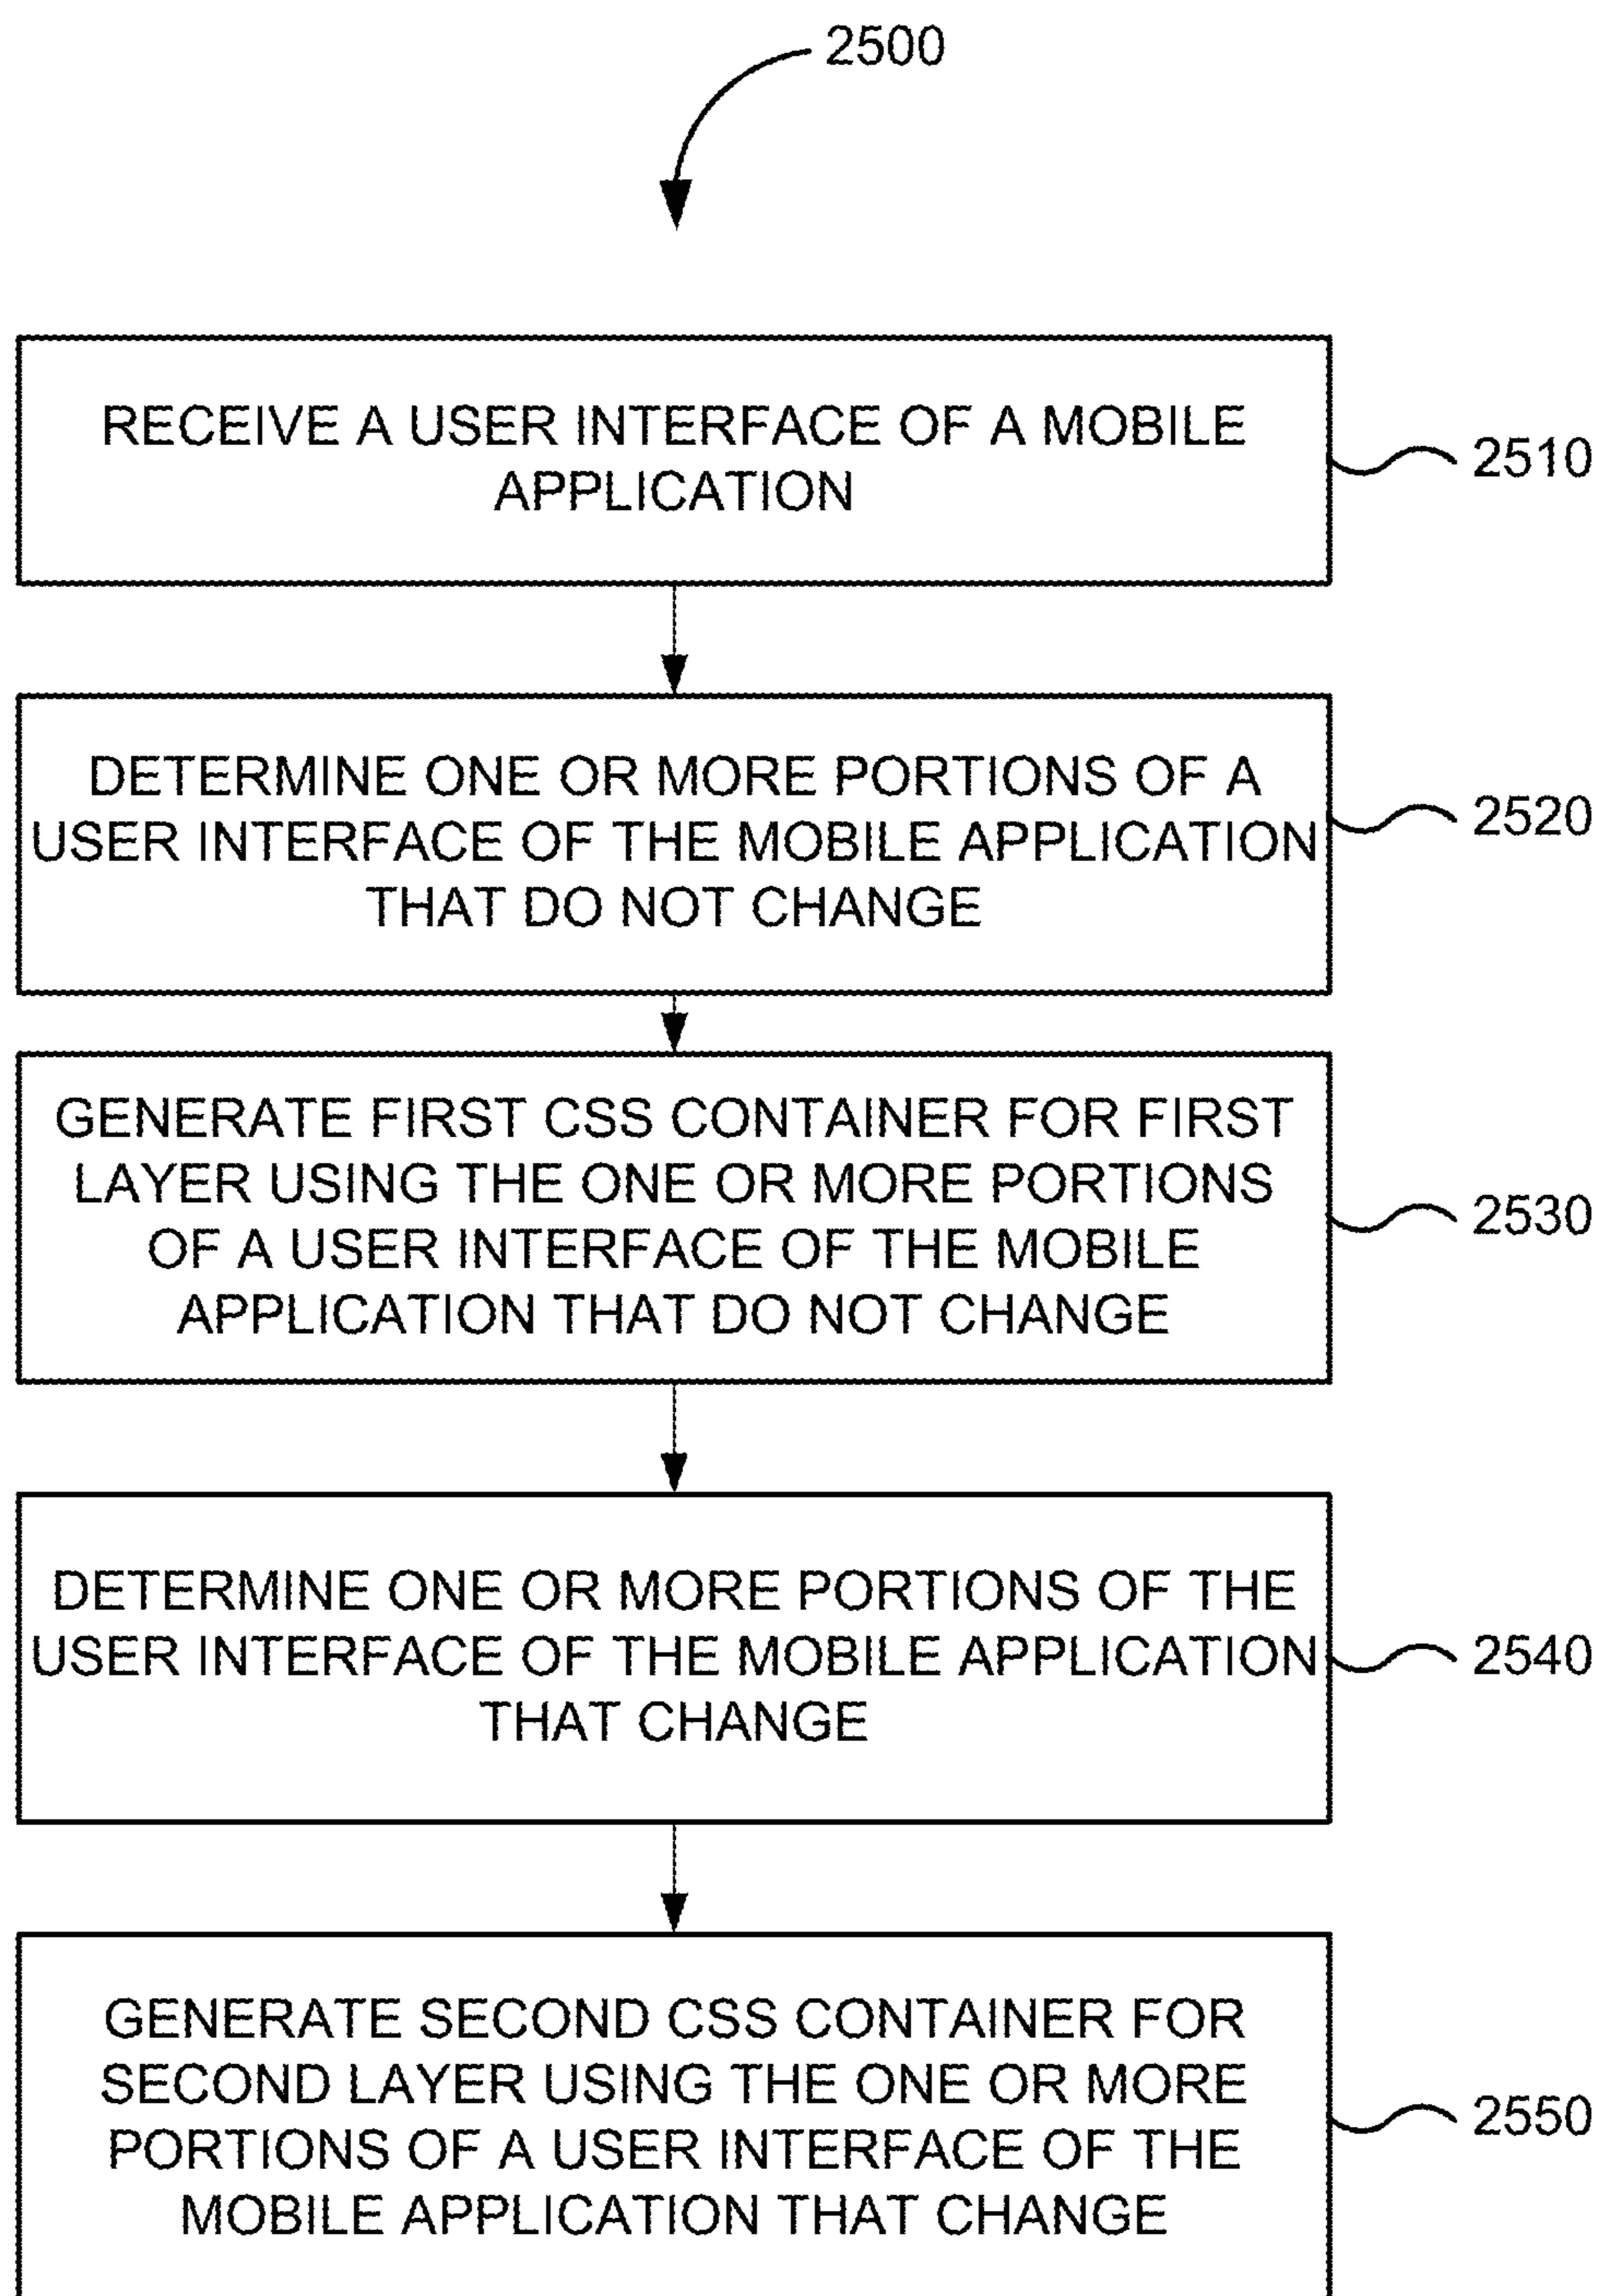 2500
RECEIVE A USER INTERFACE OF A MOBILE
APPLICATION
2510
DETERMINE ONE OR MORE PORTIONS OF A
USER INTERFACE OF THE MOBILE APPLICATION
THAT DO NOT CHANGE
2520
GENERATE FIRST CSS CONTAINER FOR FIRST
LAYER USING THE ONE OR MORE PORTIONS
OF A USER INTERFACE OF THE MOBILE
APPLICATION THAT DO NOT CHANGE
2530
DETERMINE ONE OR MORE PORTIONS OF THE
USER INTERFACE OF THE MOBILE APPLICATION
THAT CHANGE
2540
GENERATE SECOND CSS CONTAINER FOR
SECOND LAYER USING THE ONE OR MORE
PORTIONS OF A USER INTERFACE OF THE
MOBILE APPLICATION THAT CHANGE
2550